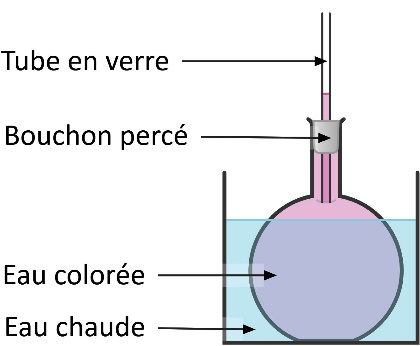 Tube en verre
Bouchon percé
Eau colorée
Eau chaude